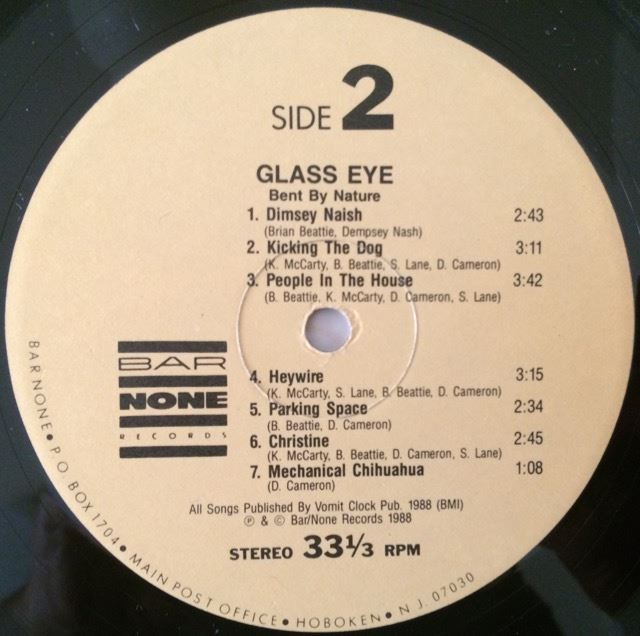 SIDE 2
GLASS EYE
Bent By Nature
1. Dimsey Naish 2:43
(Brian Beattie, Dempsey Nash)
2. Kicking The Dog 3:11
(K. McCarty, B. Beattie, S. Lane, D. Cameron)
3. People In The House 3:42
(B. Beattie, K. McCarty, D. Cameron, S. Lane)
BAR
NONE
RECORDS
4. Heywire 3:15
(K. McCarty, S. Lane, B. Beattie, D. Cameron)
5. Parking Space 2:34
(B. Beattie, D. Cameron)
6. Christine 2:45
(K. McCarty, B. Beattie, D. Cameron, S. Lane)
7. Mechanical Chihuahua 1:08
(D. Cameron)
All Songs Published By Vomit Clock Pub. 1988 (BMI)
℗ & © Bar/None Records 1988
STEREO 33⅓ RPM
BAR NONE • P.O. BOX 1704 • MAIN POST OFFICE • HOBOKEN • N.J. 07030